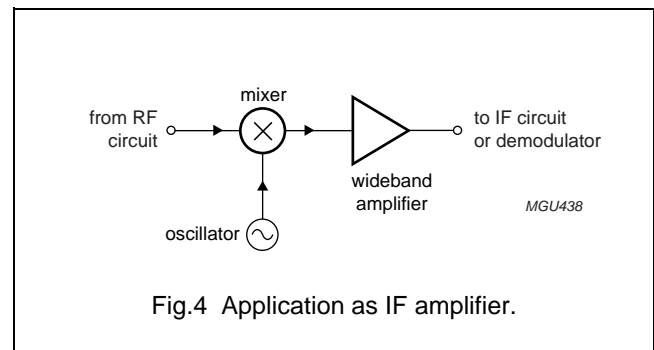 mixer
from RF
circuit
to IF circuit
or demodulator
wideband
amplifier
MGU438
oscillator
Fig.4 Application as IF amplifier.